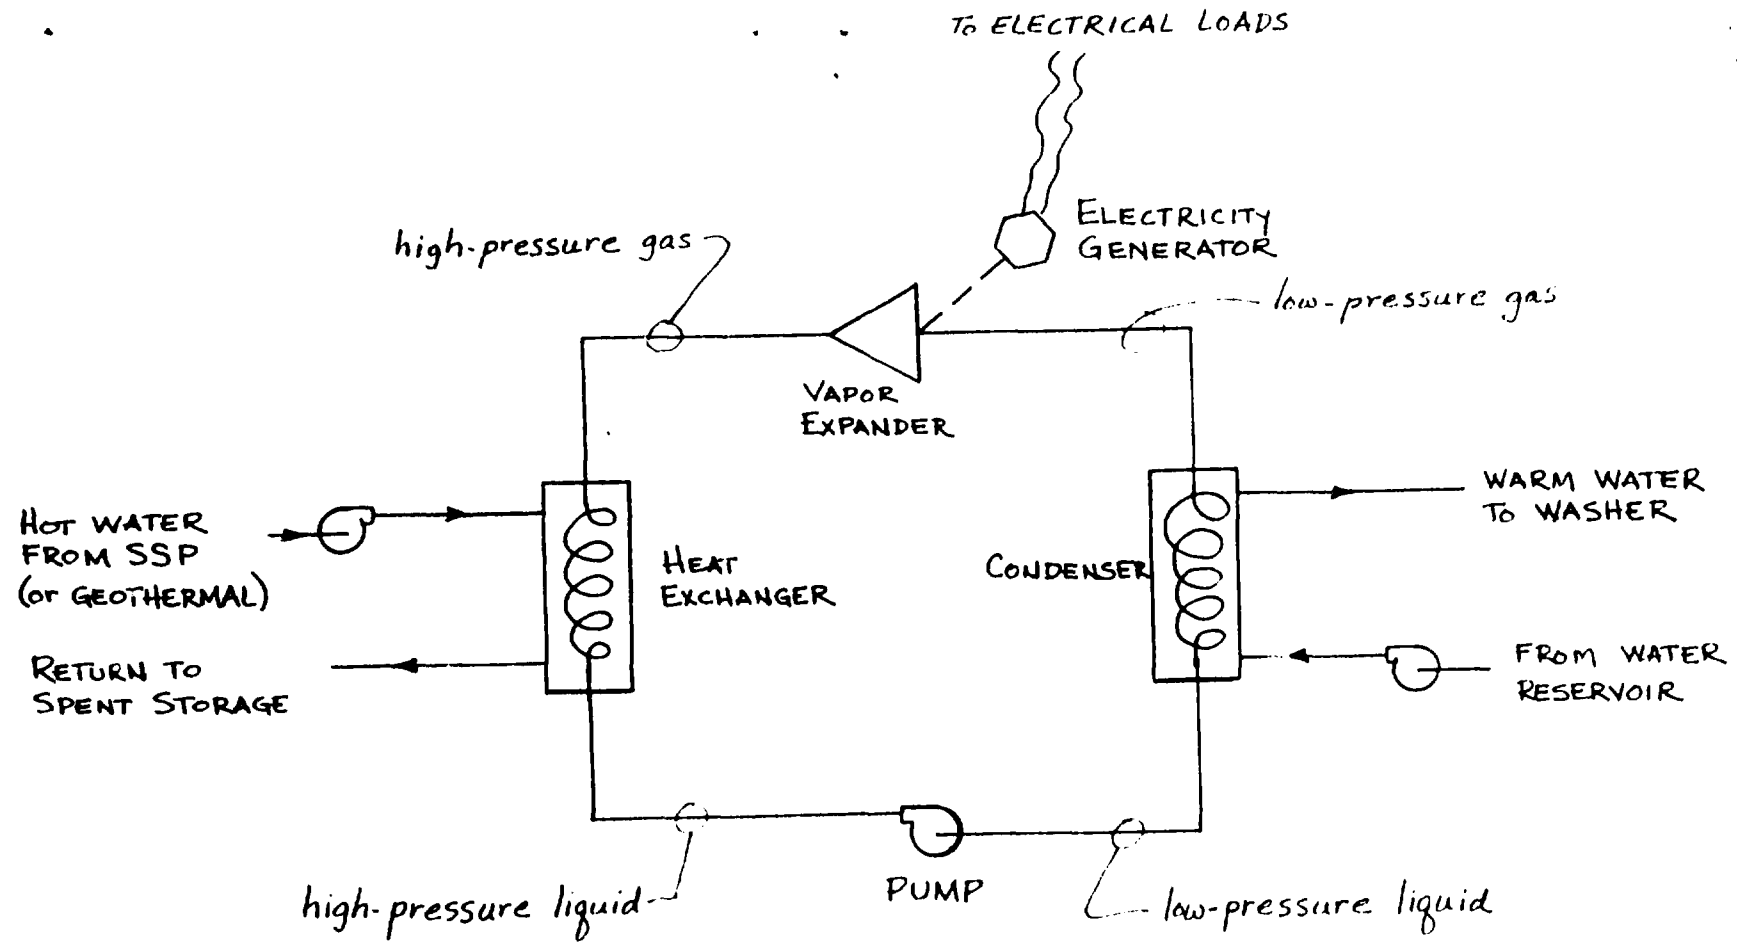 To ELECTRICAL LOADS
ELECTRICITY
GENERATOR
high-pressure gas
low-pressure gas
VAPOR
EXPANDER
HOT WATER
FROM SSP
(or GEOTHERMAL)
HEAT
EXCHANGER
CONDENSER
WARM WATER
To WASHER
RETURN TO
SPENT STORAGE
FROM WATER
RESERVOIR
PUMP
high-pressure liquid
low-pressure liquid